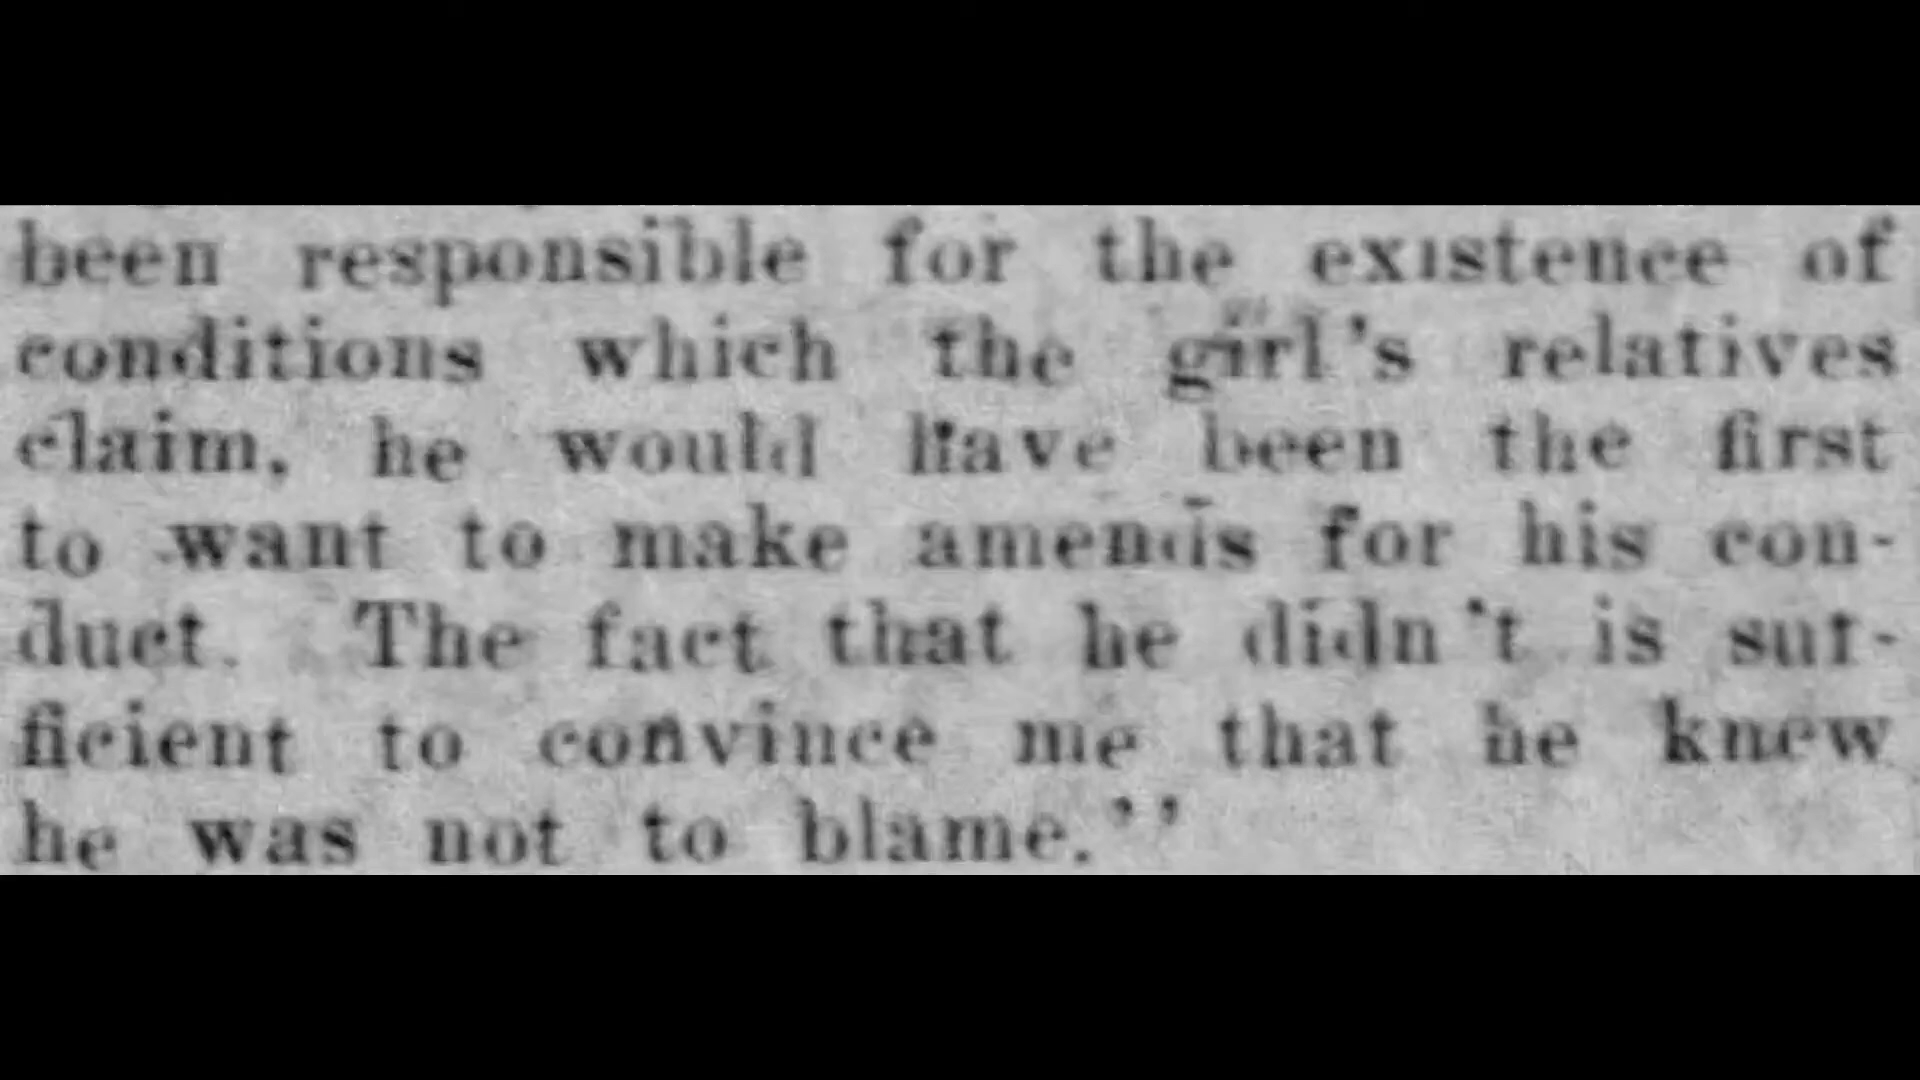 been responsible for the existence of
conditions which the girl's relatives
claim, he would have been the first
to want to make amends for his con-
duct. The fact that he didn't is suf-
ficient to convince me that he knew
he was not to blame.''